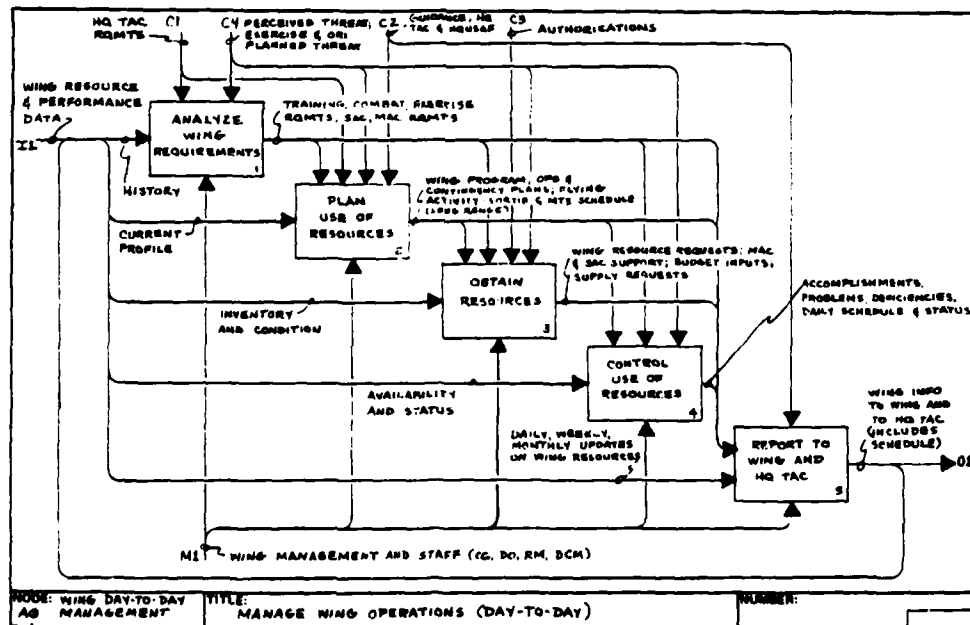 HQ TAC C1
RQMTS
C4 PERCEIVED THREAT,
EXERCISE & ORI
PLANNED THREAT
C2 GUIDANCE, HQ
TAC & HQUSAF
C3
AUTHORIZATIONS
WING RESOURCE
& PERFORMANCE
DATA
I1
ANALYZE
WING
REQUIREMENTS
1
TRAINING, COMBAT, EXERCISE
RQMTS, SAC, MAC RQMTS
HISTORY
PLAN
USE OF
RESOURCES
2
WING PROGRAM, OPS &
CONTINGENCY PLANS; FLYING
ACTIVITY SORTIE & MTS SCHEDULE
(LONG RANGE)
CURRENT
PROFILE
OBTAIN
RESOURCES
3
WING RESOURCE REQUESTS; MAC
& SAC SUPPORT; BUDGET INPUTS;
SUPPLY REQUESTS
INVENTORY
AND CONDITION
ACCOMPLISHMENTS,
PROBLEMS, DEFICIENCIES,
DAILY SCHEDULE & STATUS
CONTROL
USE OF
RESOURCES
4
AVAILABILITY
AND STATUS
DAILY, WEEKLY,
MONTHLY UPDATES
ON WING RESOURCES
REPORT TO
WING AND
HQ TAC
5
WING INFO
TO WING AND
TO HQ TAC
(INCLUDES
SCHEDULE)
M1 WING MANAGEMENT AND STAFF (CG, DO, RM, DCM)
NODE: WING DAY-TO-DAY
A0 MANAGEMENT
TITLE:
MANAGE WING OPERATIONS (DAY-TO-DAY)
NUMBER: